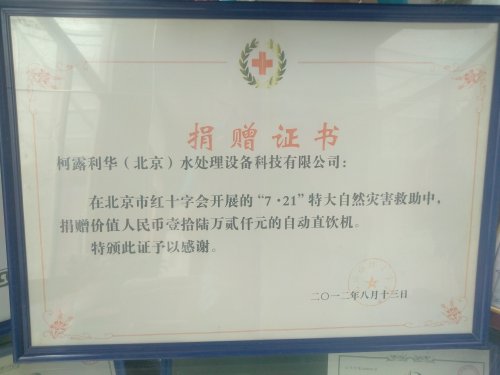 捐赠证书
柯露利华（北京）水处理设备科技有限公司：
在北京市红十字会开展的“7·21”特大自然灾害救助中，
捐赠价值人民币壹拾陆万贰仟元的自动直饮机。
特颁此证予以感谢。
二〇一二年八月十三日